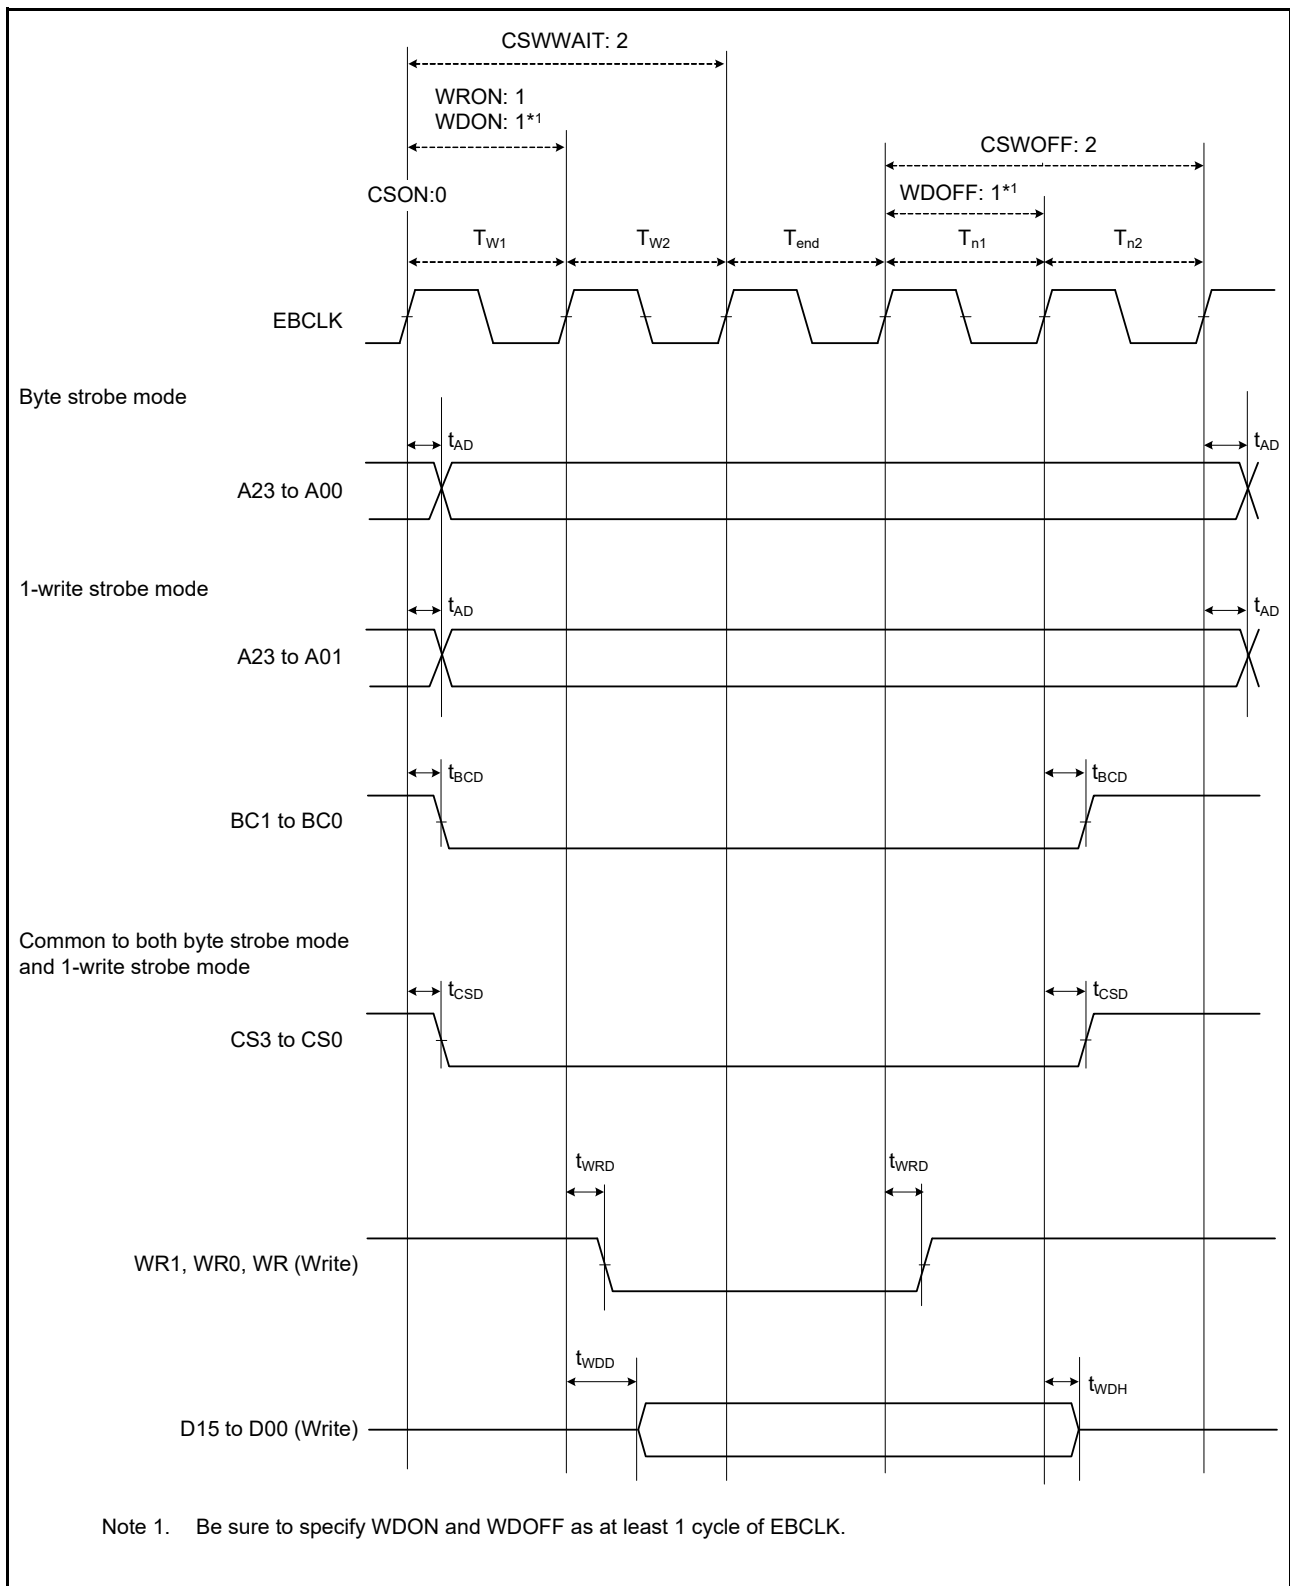 CSWWAIT: 2
WRON: 1
WDON: 1*1
CSWOFF: 2
WDOFF: 1*1
CSON:0
TW1
TW2
Tend
Tn1
Tn2
EBCLK
Byte strobe mode
tAD
tAD
A23 to A00
1-write strobe mode
tAD
tAD
A23 to A01
tBCD
tBCD
BC1 to BC0
Common to both byte strobe mode
and 1-write strobe mode
tCSD
tCSD
CS3 to CS0
tWRD
tWRD
WR1, WR0, WR (Write)
tWDD
tWDH
D15 to D00 (Write)
Note 1. Be sure to specify WDON and WDOFF as at least 1 cycle of EBCLK.